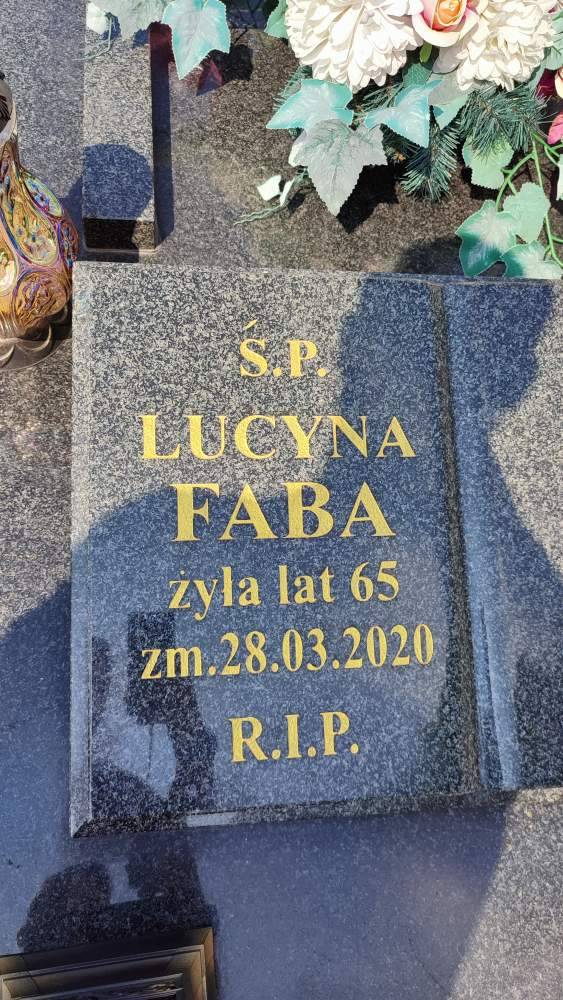 Ś.P.
LUCYNA
FABA
żyła lat 65
zm.28.03.2020
R.I.P.